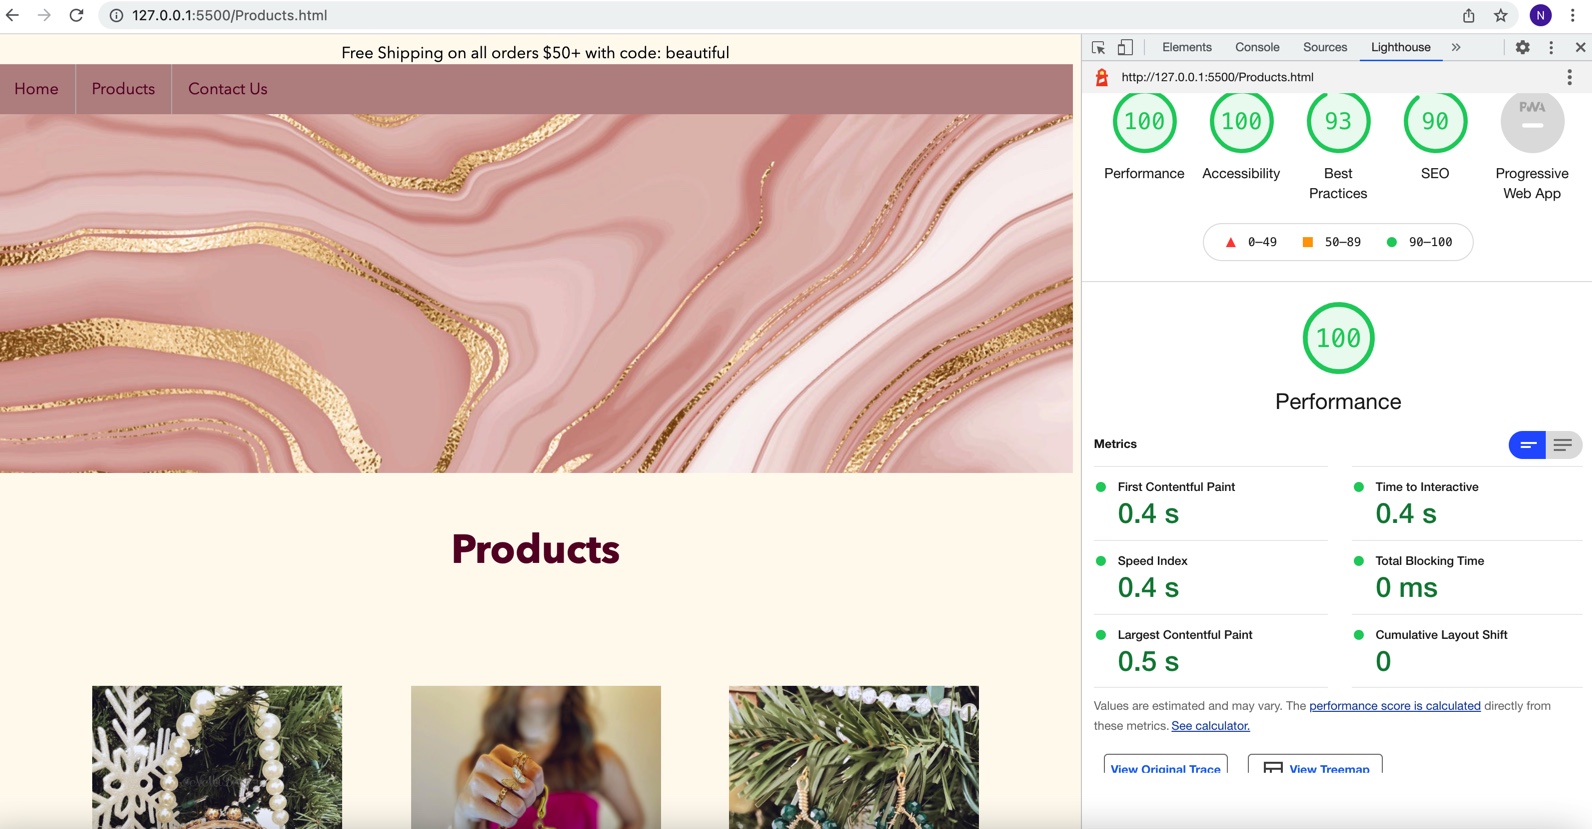 127.0.0.1:5500/Products.html
N
Free Shipping on all orders $50+ with code: beautiful
Home
Products
Contact Us
Products
Elements
Console
Sources
Lighthouse
»
http://127.0.0.1:5500/Products.html
100
100
93
90
PWA
Performance
Accessibility
Best
Practices
SEO
Progressive
Web App
0–49
50–89
90–100
100
Performance
Metrics
First Contentful Paint
0.4 s
Time to Interactive
0.4 s
Speed Index
0.4 s
Total Blocking Time
0 ms
Largest Contentful Paint
0.5 s
Cumulative Layout Shift
0
Values are estimated and may vary. The performance score is calculated directly from
these metrics. See calculator.
View Original Trace
View Treemap